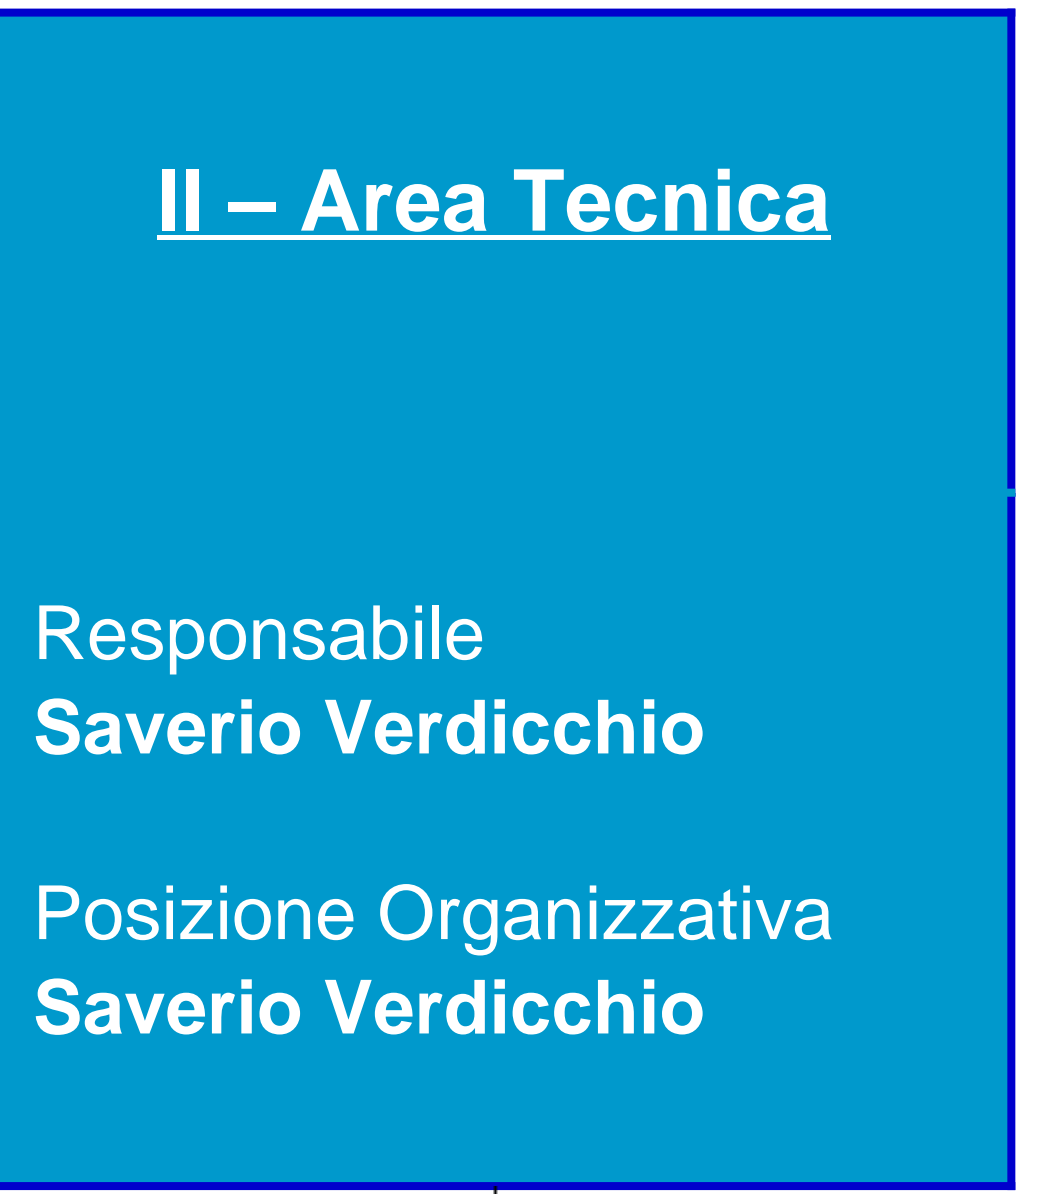 II – Area Tecnica
Responsabile
Saverio Verdicchio
Posizione Organizzativa
Saverio Verdicchio